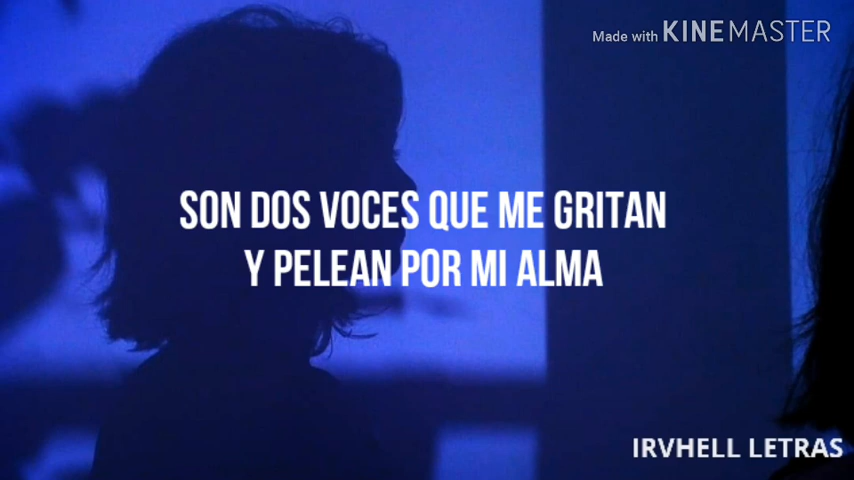 Made with KINEMASTER
SON DOS VOCES QUE ME GRITAN
Y PELEAN POR MI ALMA
IRVHELL LETRAS